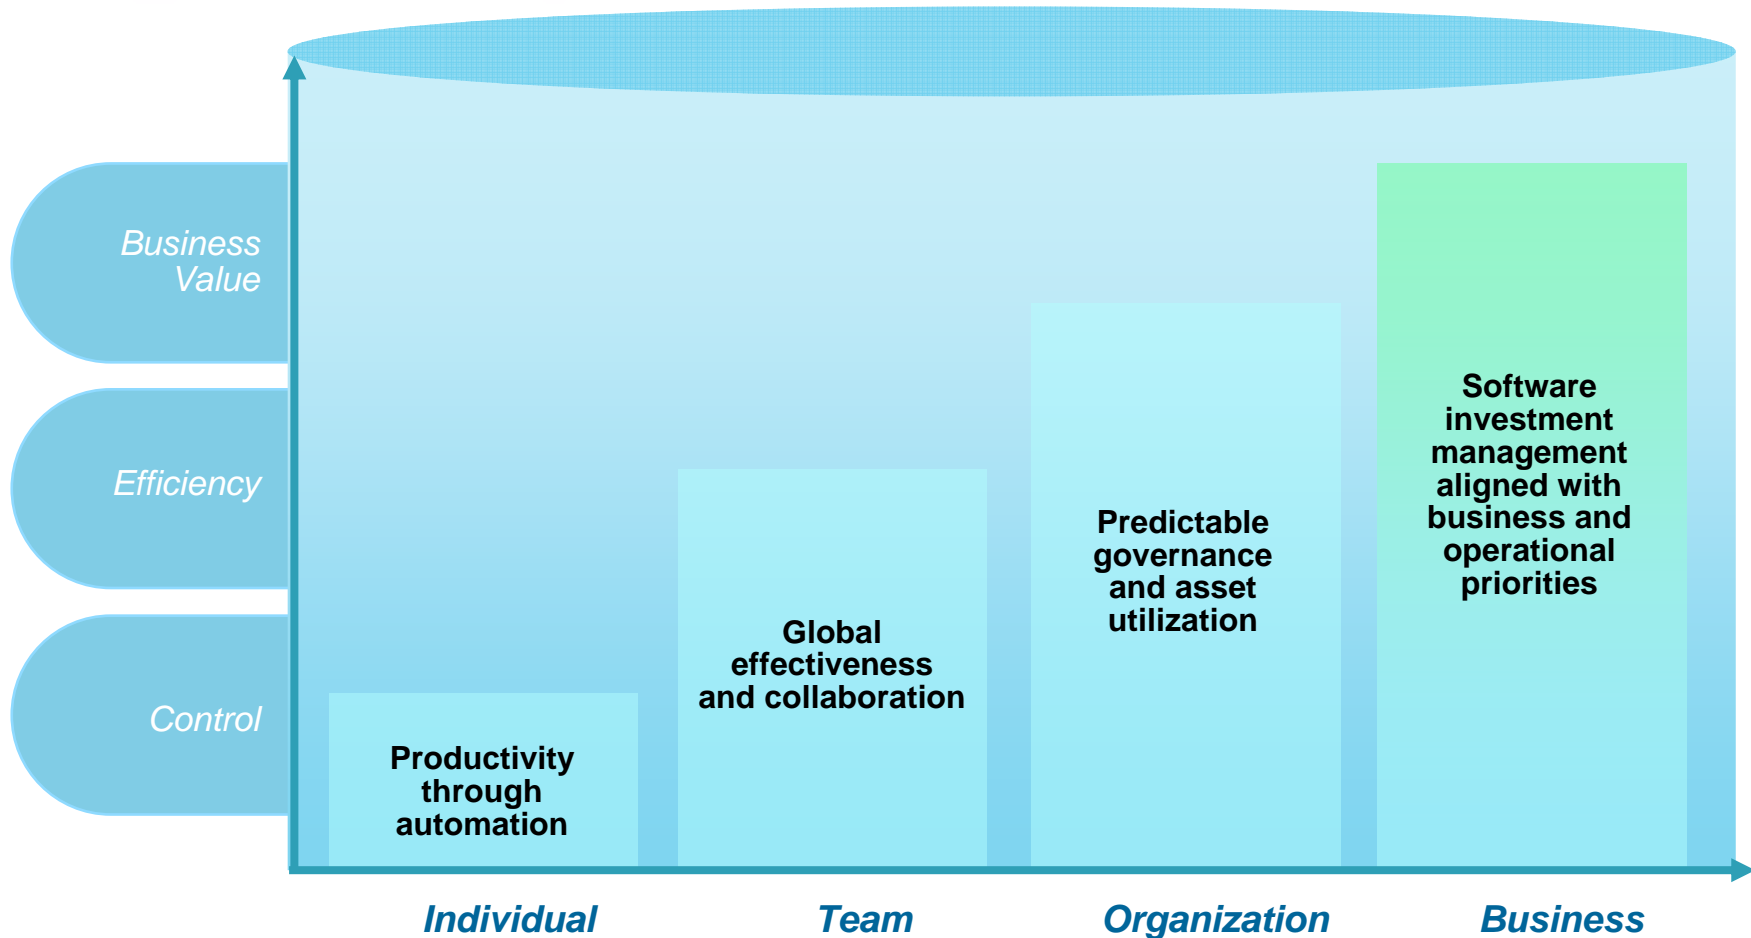 Business
Value
Efficiency
Control
Productivity
through
automation
Global
effectiveness
and collaboration
Predictable
governance
and asset
utilization
Software
investment
management
aligned with
business and
operational
priorities
Individual
Team
Organization
Business